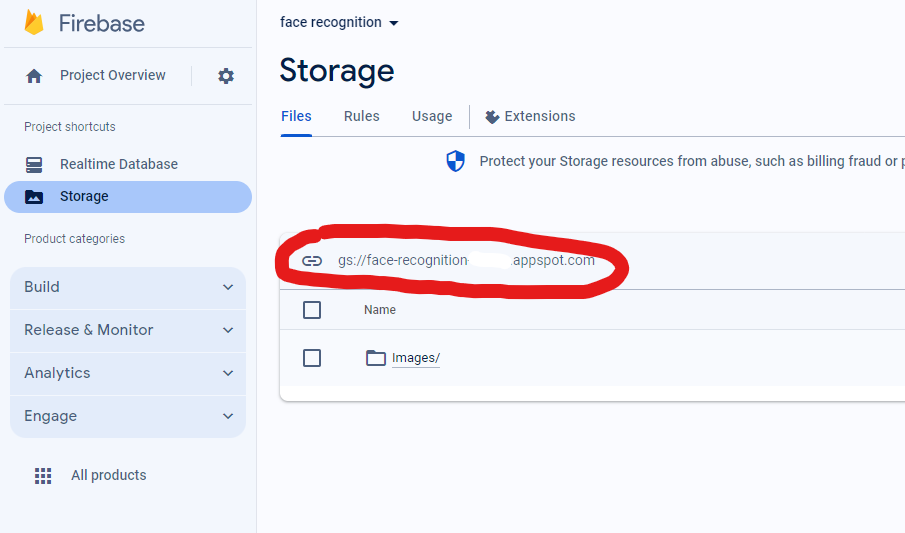 Firebase
Project Overview
Project shortcuts
Realtime Database
Storage
Product categories
Build
Release & Monitor
Analytics
Engage
All products
face recognition
Storage
Files Rules Usage Extensions
Protect your Storage resources from abuse, such as billing fraud or
gs://face-recognition- .appspot.com
Name
Images/